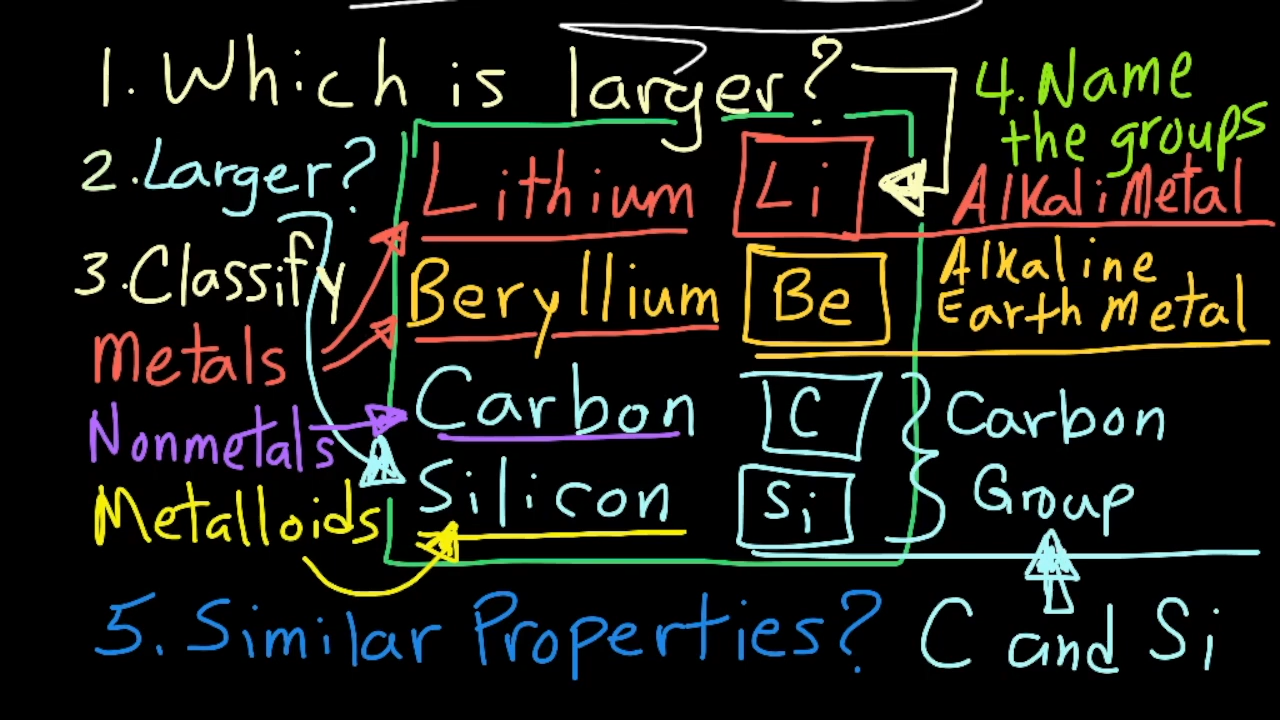 1. Which is larger?
2. Larger?
3. Classify
Metals
Nonmetals
Metalloids
Lithium Li
Beryllium Be
Carbon C
Silicon Si
4. Name
the groups
Alkali Metal
Alkaline
Earth Metal
Carbon
Group
5. Similar Properties? C and Si